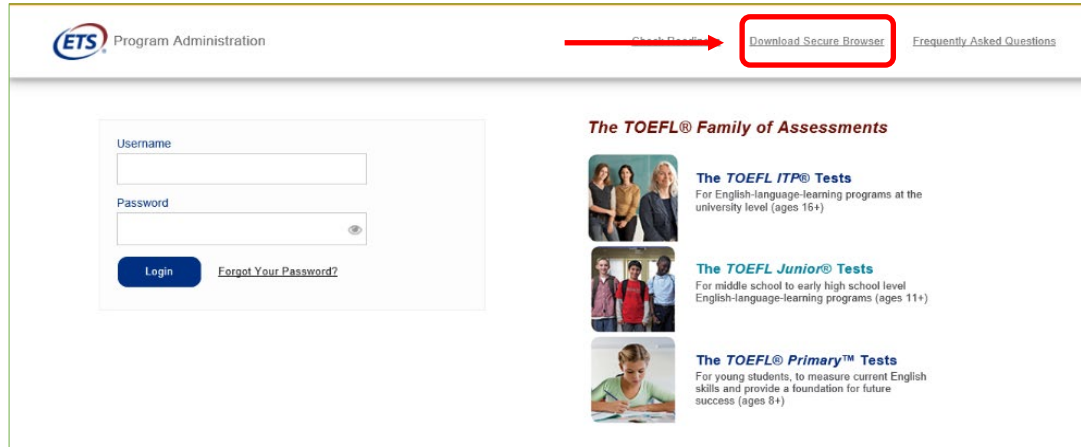 ETS® Program Administration
Check Readiness
Download Secure Browser
Frequently Asked Questions
Username
Password
Login
Forgot Your Password?
The TOEFL® Family of Assessments
The TOEFL ITP® Tests
For English-language-learning programs at the
university level (ages 16+)
The TOEFL Junior® Tests
For middle school to early high school level
English-language-learning programs (ages 11+)
The TOEFL® Primary™ Tests
For young students, to measure current English
skills and provide a foundation for future
success (ages 8+)